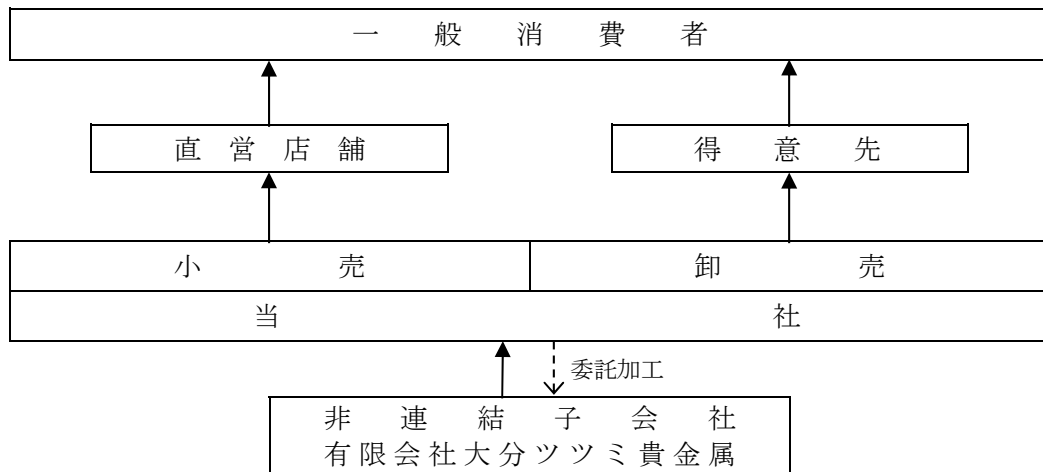 一般消費者
直営店舗
得意先
小売
卸売
当社
委託加工
非連結子会社
有限会社大分ツツミ貴金属